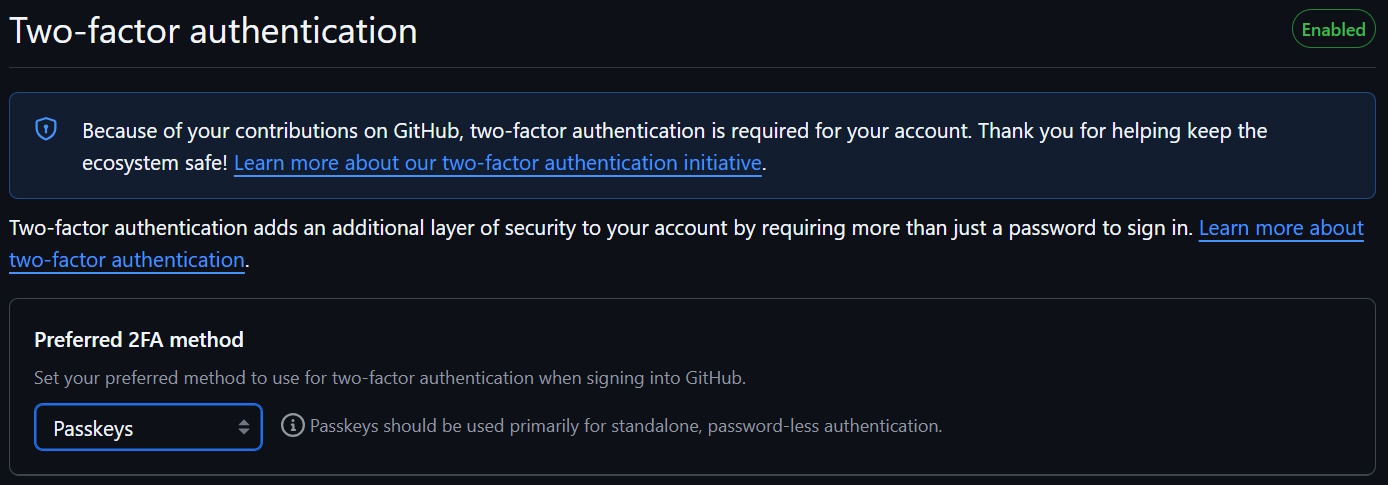 Two-factor authentication
Enabled
Because of your contributions on GitHub, two-factor authentication is required for your account. Thank you for helping keep the
ecosystem safe! Learn more about our two-factor authentication initiative.
Two-factor authentication adds an additional layer of security to your account by requiring more than just a password to sign in. Learn more about
two-factor authentication.
Preferred 2FA method
Set your preferred method to use for two-factor authentication when signing into GitHub.
Passkeys
Passkeys should be used primarily for standalone, password-less authentication.